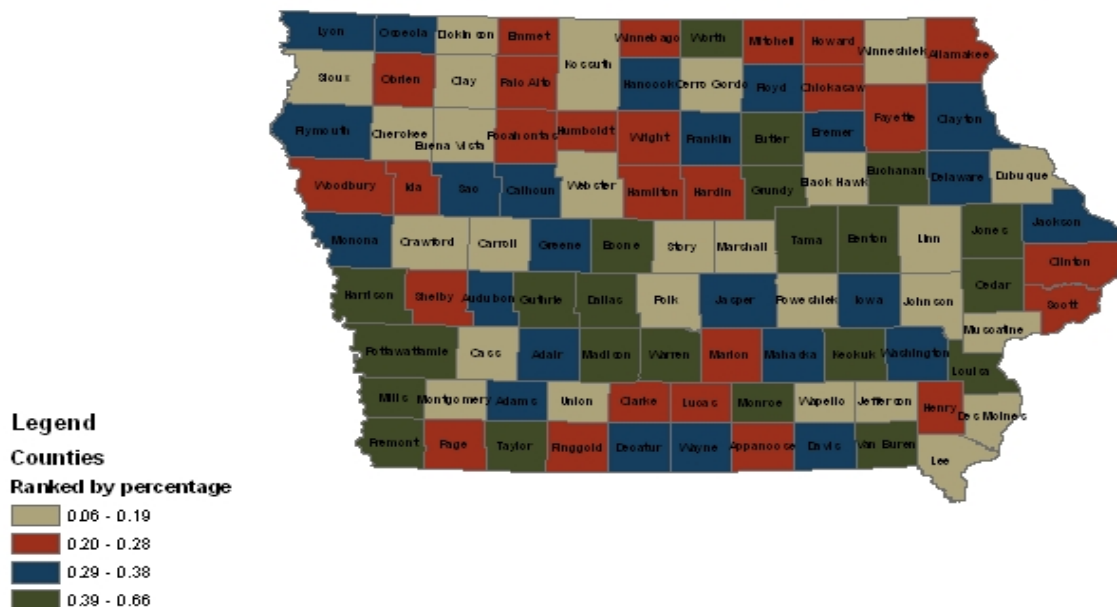 Lyon Osceola Dickinson Emmet Winnebago Worth Mitchell Howard Winneshiek Allamakee
Kossuth
Sioux Obrien Clay Palo Alto Hancock Cerro Gordo Floyd Chickasaw
Plymouth Cherokee Buena Vista Pocahontas Humboldt Wright Franklin Butler Bremer Fayette Clayton
Woodbury Ida Sac Calhoun Webster Hamilton Hardin Grundy Black Hawk Buchanan Delaware Dubuque
Monona Crawford Carroll Greene Boone Story Marshall Tama Benton Linn Jones Jackson
Clinton
Harrison Shelby Audubon Guthrie Dallas Polk Jasper Poweshiek Iowa Johnson Cedar Scott
Muscatine
Pottawattamie Cass Adair Madison Warren Marion Mahaska Keokuk Washington Louisa
Mills Montgomery Adams Union Clarke Lucas Monroe Wapello Jefferson Henry Des Moines
Fremont Page Taylor Ringgold Decatur Wayne Appanoose Davis Van Buren Lee
Legend
Counties
Ranked by percentage
0.06 - 0.19
0.20 - 0.28
0.29 - 0.38
0.39 - 0.66